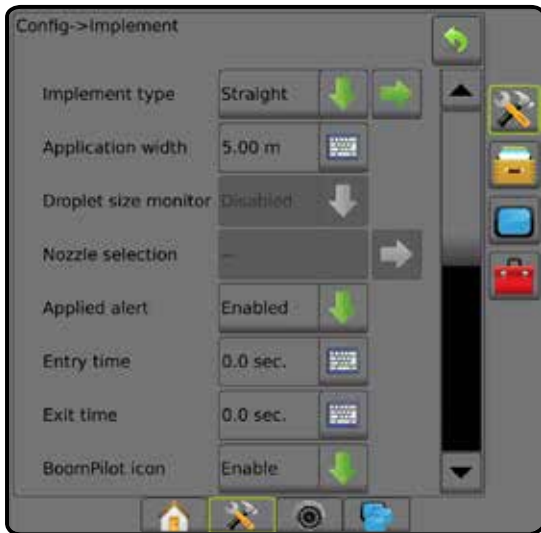 Config->Implement
Implement type Straight
Application width 5.00 m
Droplet size monitor Disabled
Nozzle selection --
Applied alert Enabled
Entry time 0.0 sec.
Exit time 0.0 sec.
BoomPilot icon Enable